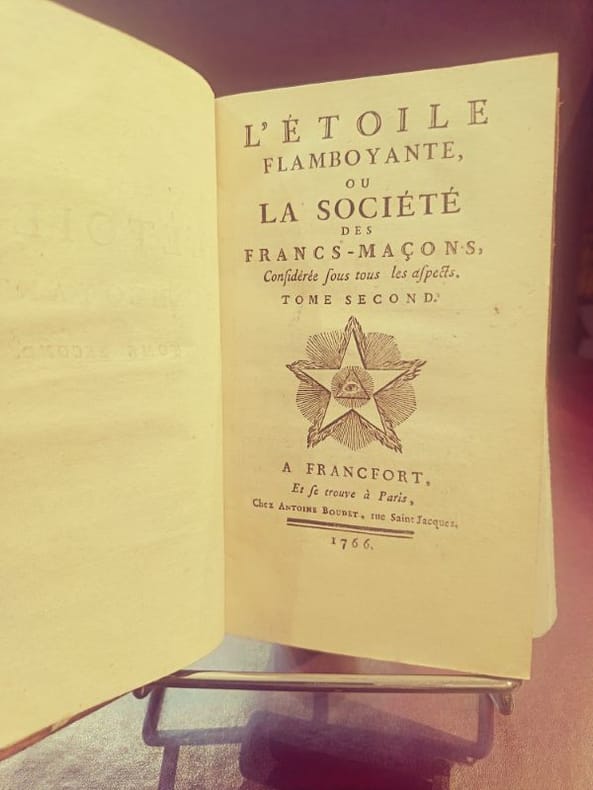 L'ÉTOILE
FLAMBOYANTE,
OU
LA SOCIÉTÉ
DES
FRANCS-MAÇONS,
Conſidérée ſous tous les aſpects.
TOME SECOND.
A FRANCFORT,
Et ſe trouve à Paris,
Chez ANTOINE BOUDET, rue Saint Jacques.
1766.